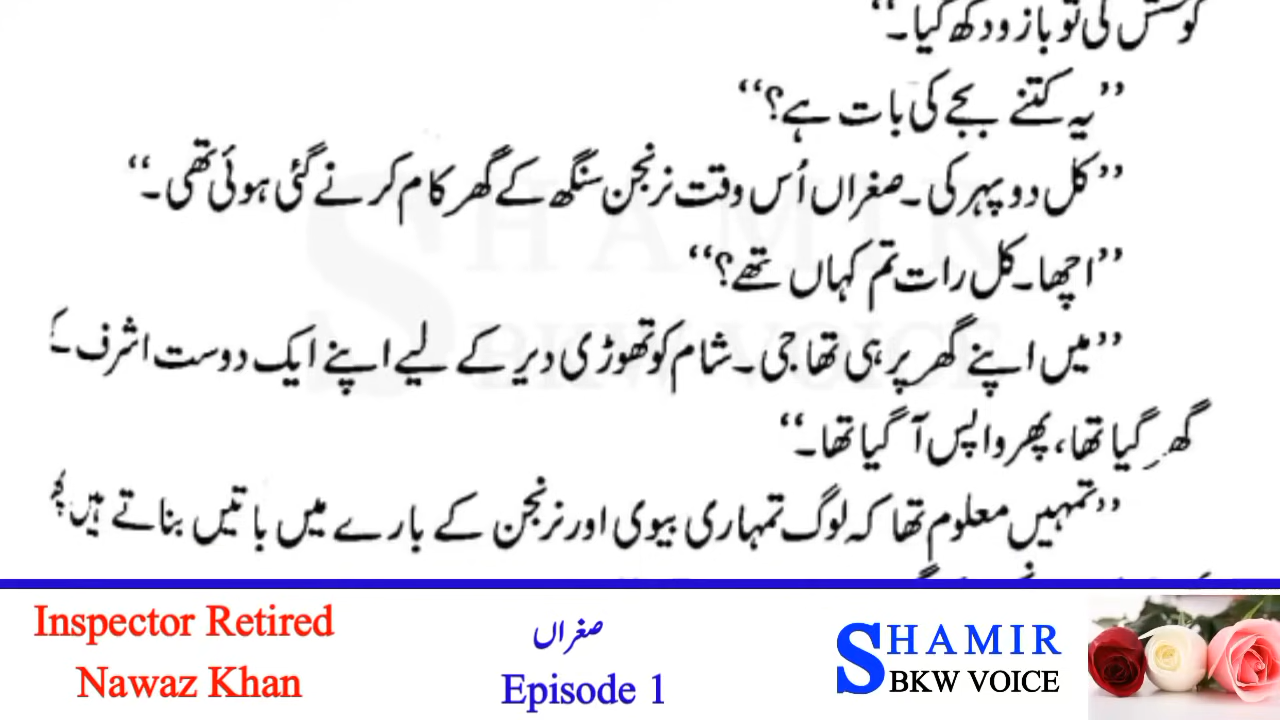 کوشش کی تو بازو دکھ گیا۔“
”یہ کتنے بجے کی بات ہے؟“
”کل دوپہر کی۔ صغراں اُس وقت نرنجن سنگھ کے گھر کام کرنے گئی ہوئی تھی۔“
”اچھا۔ کل رات تم کہاں تھے؟“
”میں اپنے گھر پر ہی تھا جی۔ شام کو تھوڑی دیر کے لیے اپنے ایک دوست اشرف کے
گھر گیا تھا، پھر واپس آ گیا تھا۔“
”تمہیں معلوم تھا کہ لوگ تمہاری بیوی اور نرنجن کے بارے میں باتیں بناتے ہیں
Inspector Retired
Nawaz Khan
صغراں
Episode 1
SHAMIR
BKW VOICE